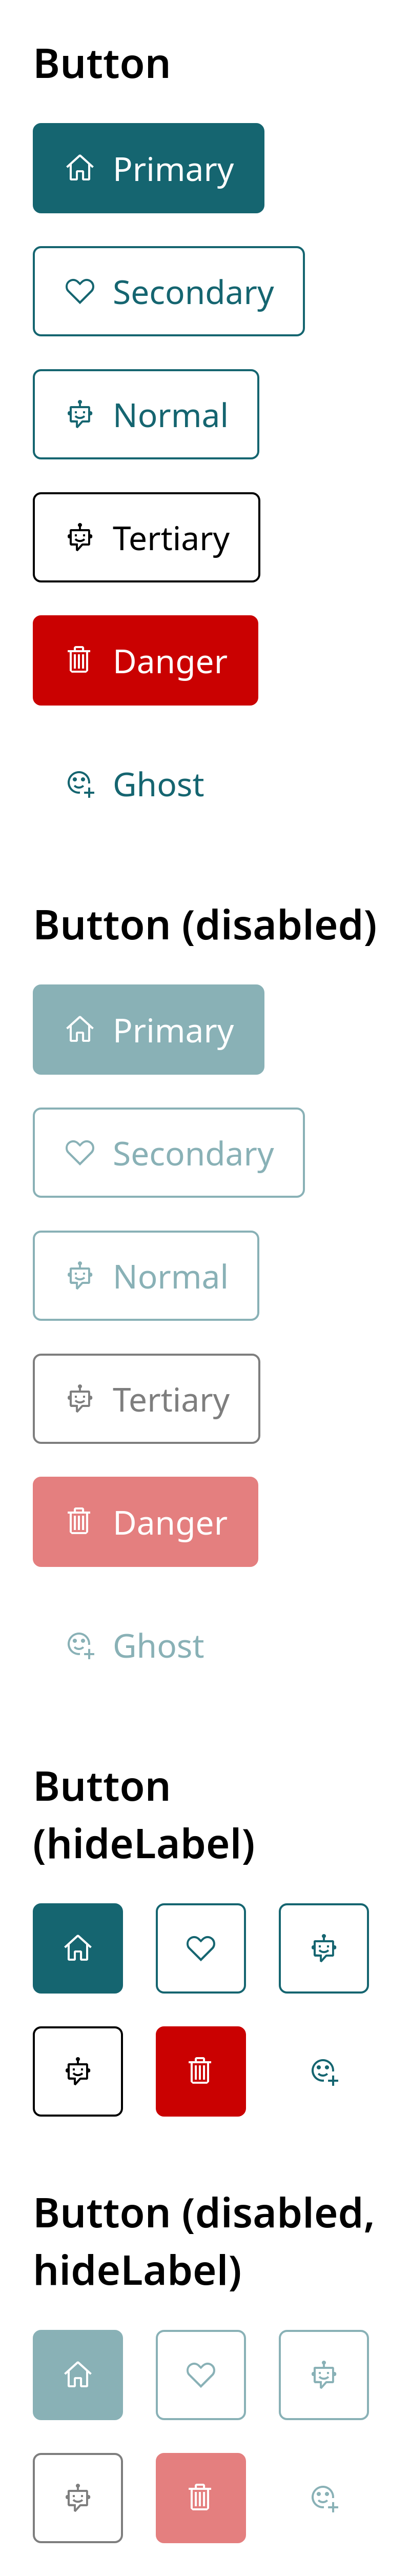 Button
Primary
Secondary
Normal
Tertiary
Danger
Ghost
Button (disabled)
Primary
Secondary
Normal
Tertiary
Danger
Ghost
Button
(hideLabel)
Button (disabled,
hideLabel)